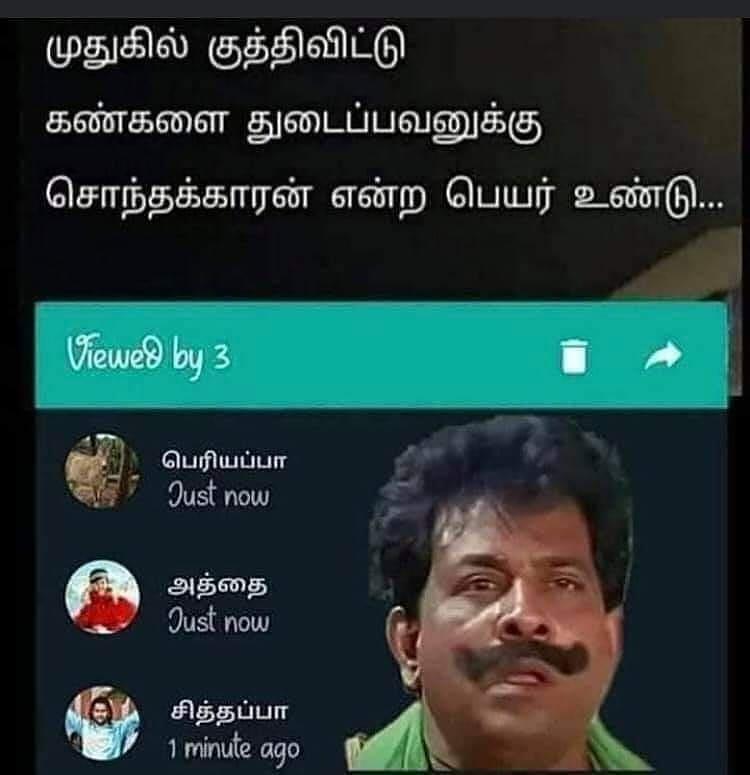 முதுகில் குத்திவிட்டு
கண்களை துடைப்பவனுக்கு
சொந்தக்காரன் என்ற பெயர் உண்டு...
Viewed by 3
பெரியப்பா
Just now
அத்தை
Just now
சித்தப்பா
1 minute ago